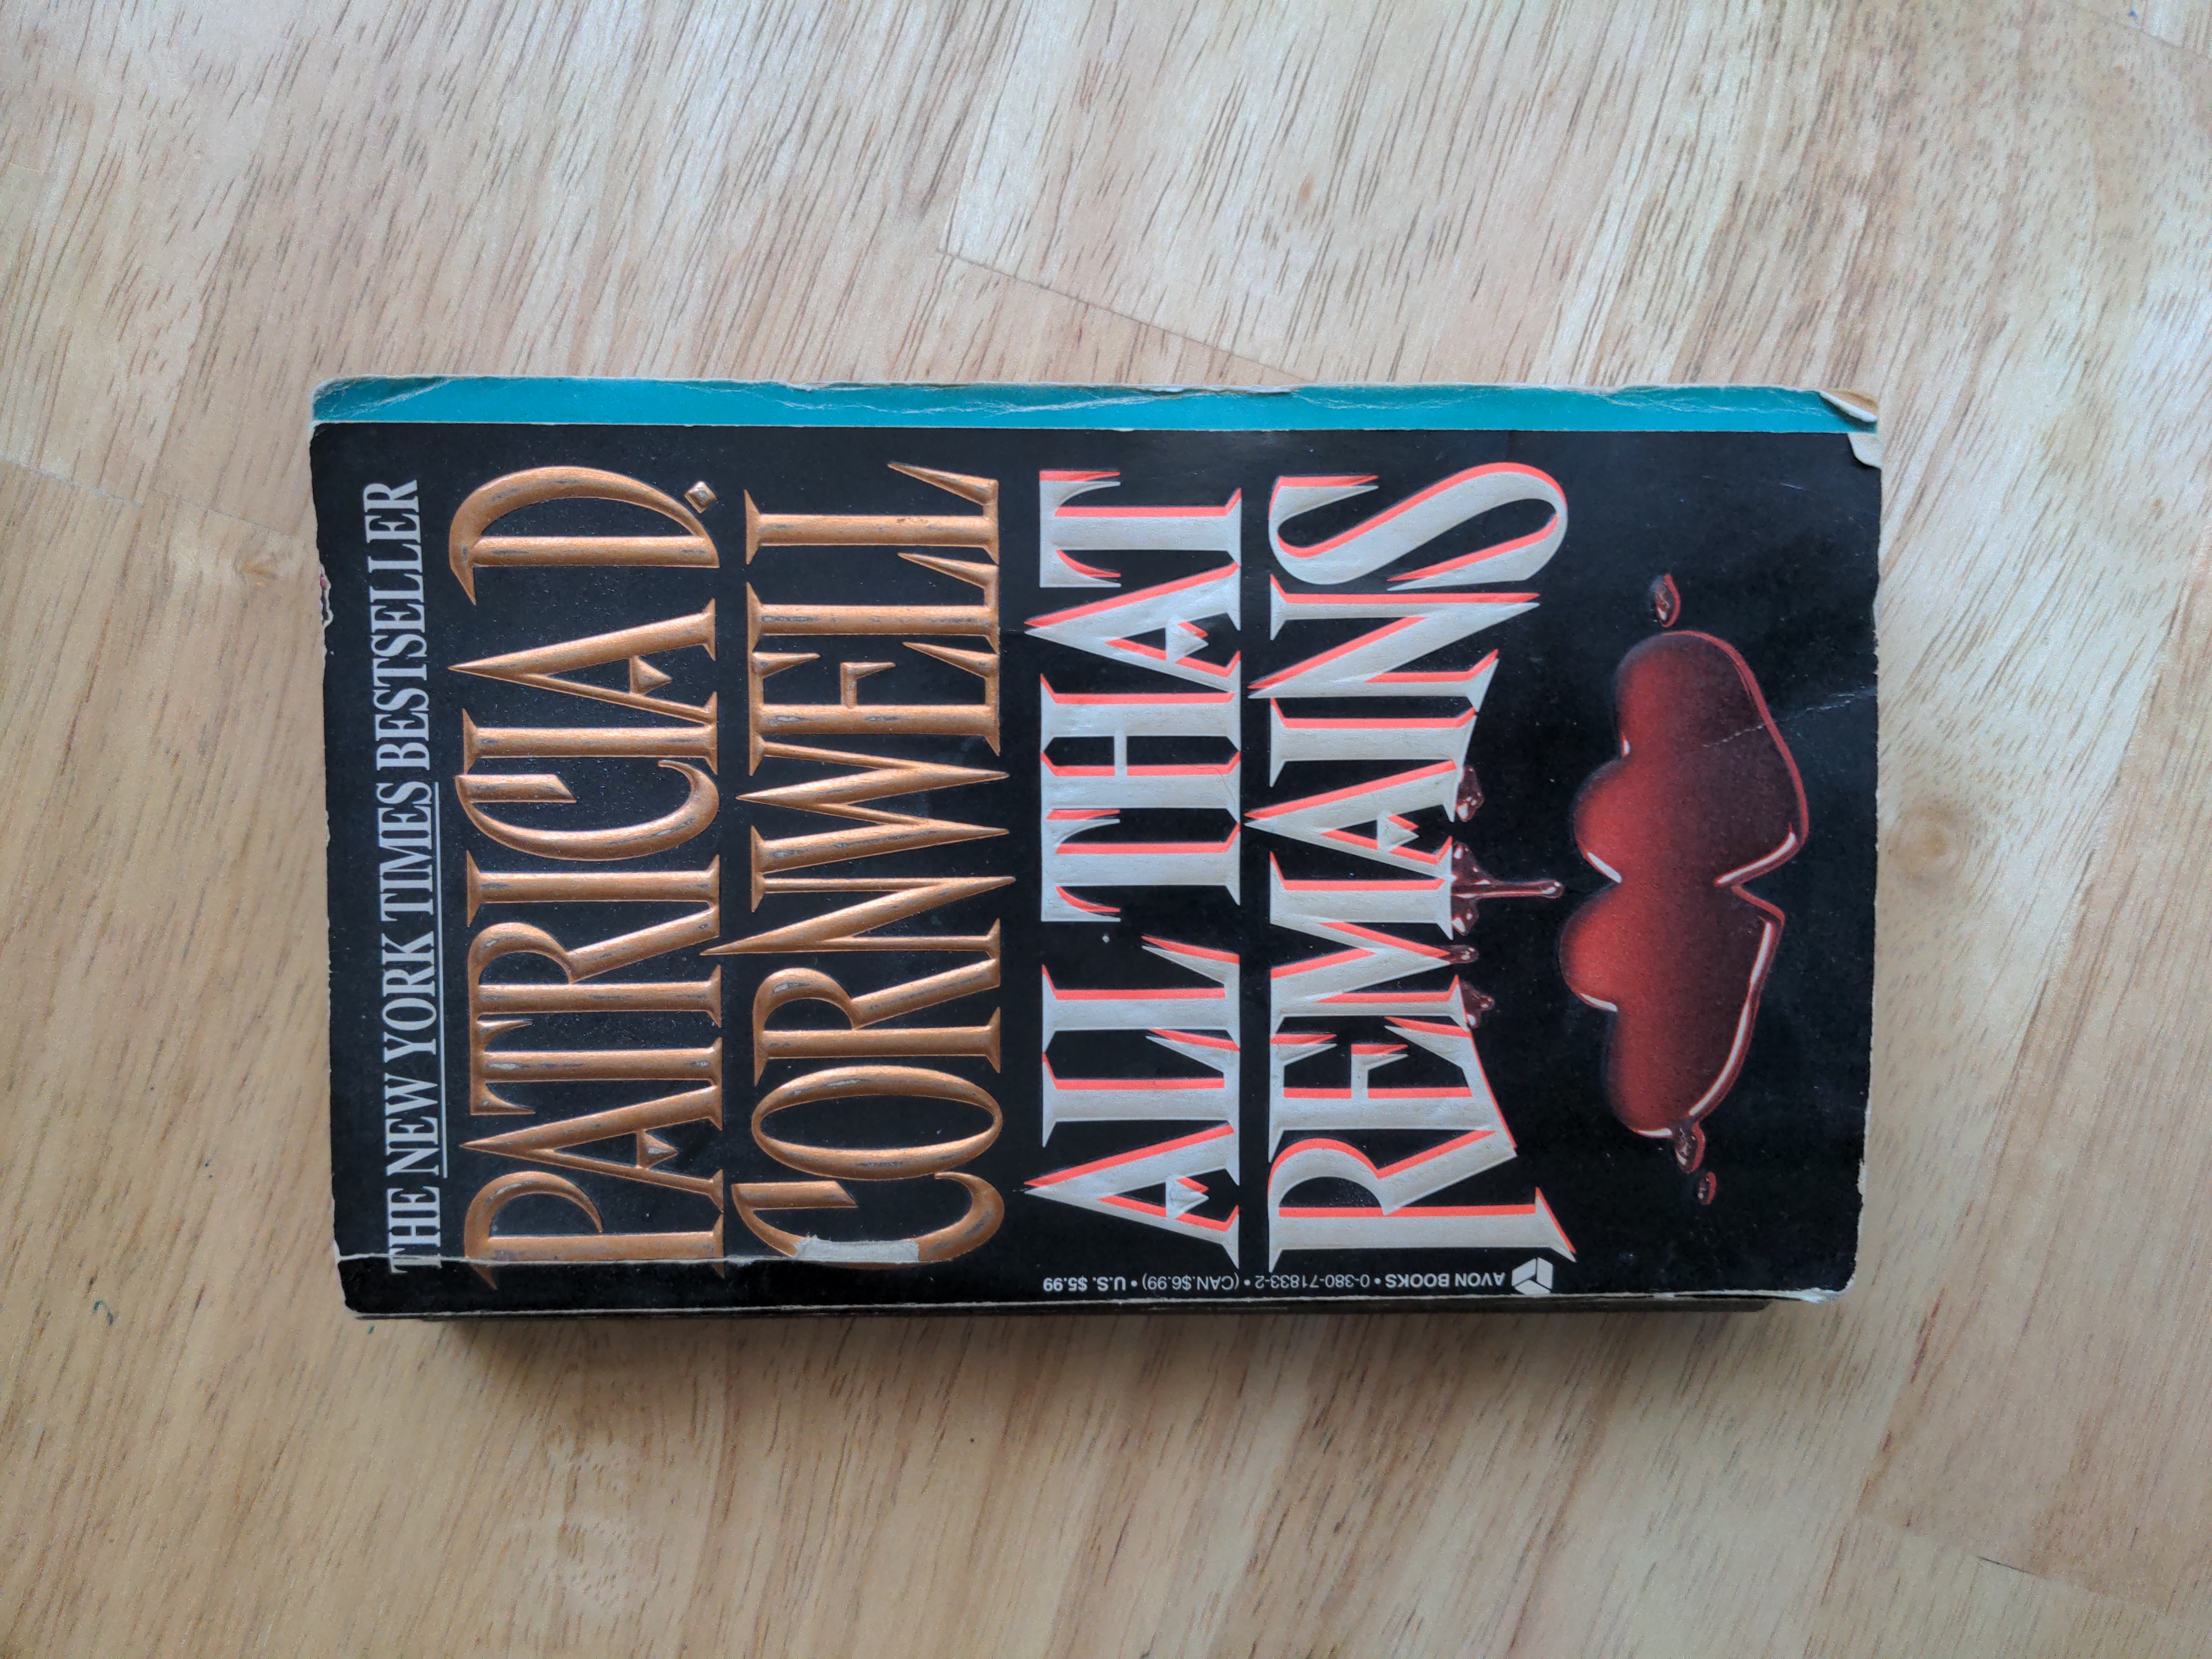 THE NEW YORK TIMES BESTSELLER
PATRICIA D.
CORNWELL
ALL THAT
REMAINS
AVON BOOKS • 0-380-71833-2 • (CAN.$6.99) • U.S. $5.99